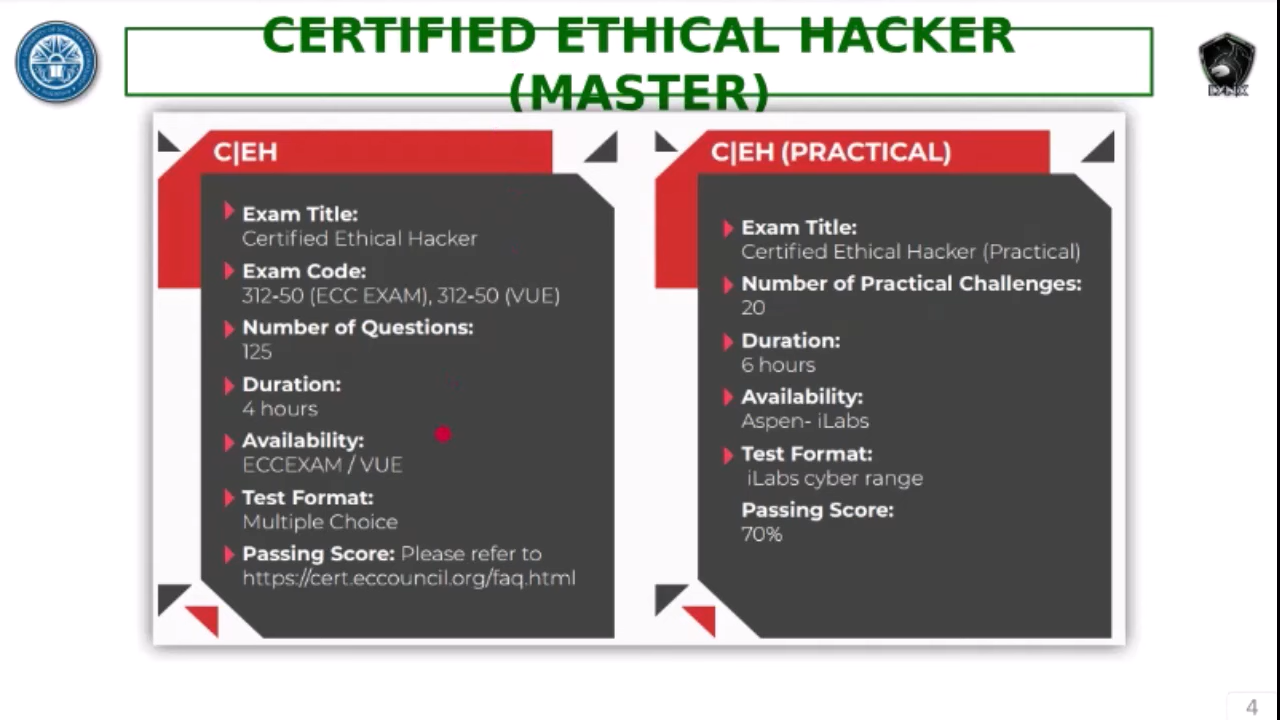 CERTIFIED ETHICAL HACKER
(MASTER)
LYNX
C|EH
Exam Title:
Certified Ethical Hacker
Exam Code:
312-50 (ECC EXAM), 312-50 (VUE)
Number of Questions:
125
Duration:
4 hours
Availability:
ECCEXAM / VUE
Test Format:
Multiple Choice
Passing Score: Please refer to
https://cert.eccouncil.org/faq.html
C|EH (PRACTICAL)
Exam Title:
Certified Ethical Hacker (Practical)
Number of Practical Challenges:
20
Duration:
6 hours
Availability:
Aspen- iLabs
Test Format:
iLabs cyber range
Passing Score:
70%
4